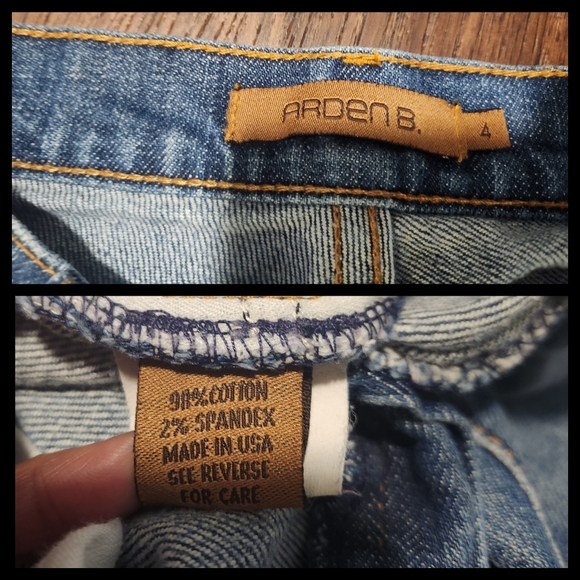 ARDEN B.
4
98% COTTON
2% SPANDEX
MADE IN USA
SEE REVERSE
FOR CARE